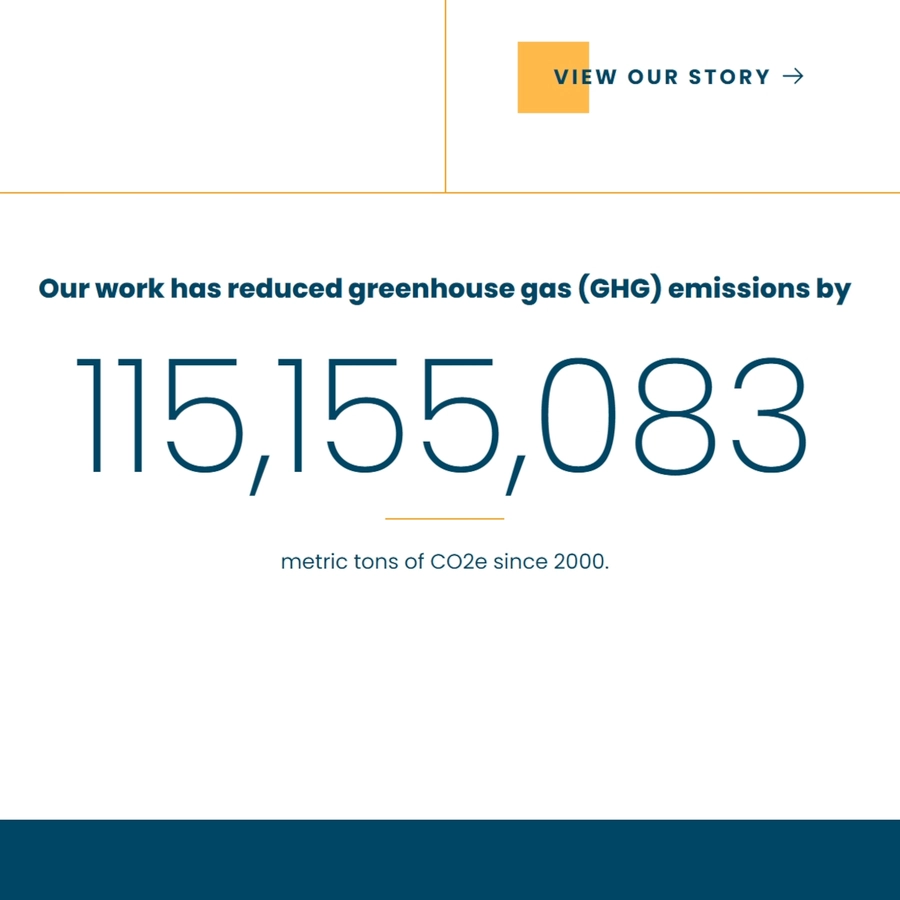 VIEW OUR STORY →
Our work has reduced greenhouse gas (GHG) emissions by
115,155,083
metric tons of CO2e since 2000.